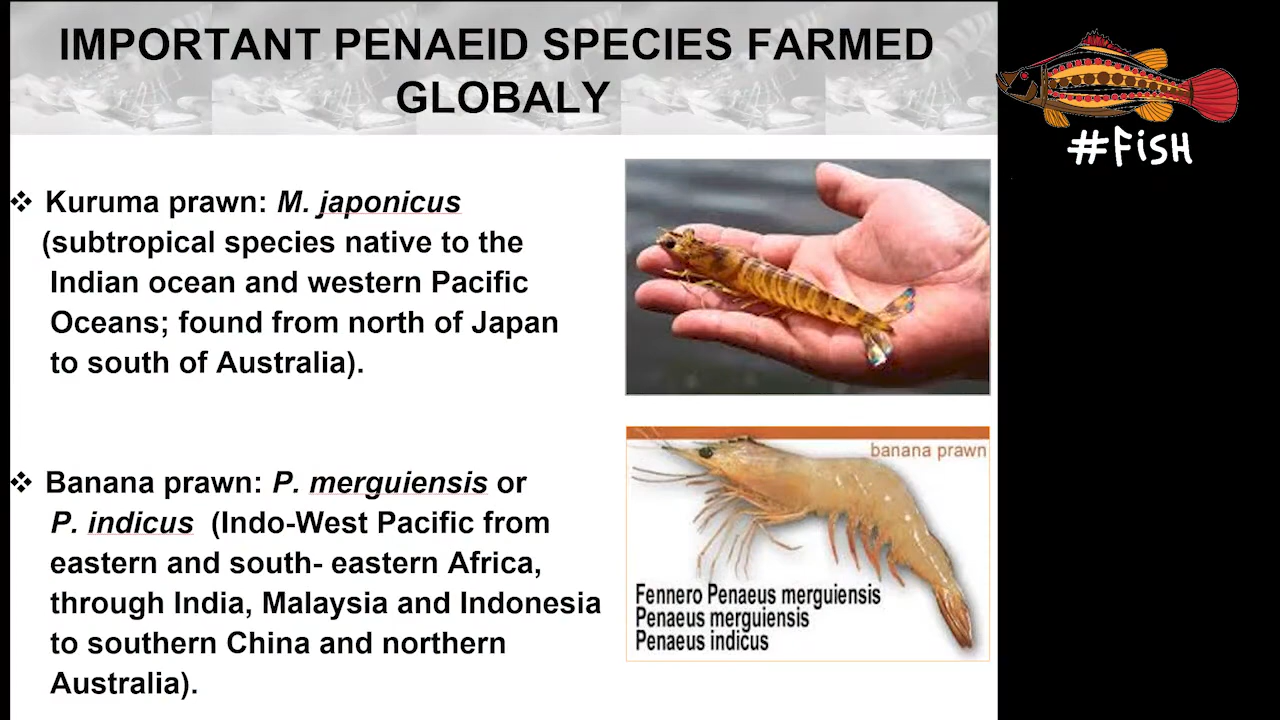 IMPORTANT PENAEID SPECIES FARMED
GLOBALY
#FISH
❖ Kuruma prawn: M. japonicus
(subtropical species native to the
Indian ocean and western Pacific
Oceans; found from north of Japan
to south of Australia).
❖ Banana prawn: P. merguiensis or
P. indicus (Indo-West Pacific from
eastern and south- eastern Africa,
through India, Malaysia and Indonesia
to southern China and northern
Australia).
banana prawn
Fennero Penaeus merguiensis
Penaeus merguiensis
Penaeus indicus